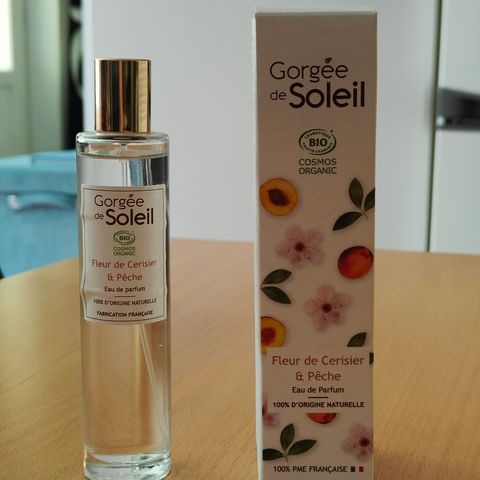 Gorgée
de Soleil
BIO
COSMOS
ORGANIC
Fleur de Cerisier
& Pêche
Eau de parfum
100% D'ORIGINE NATURELLE
FABRICATION FRANÇAISE
Gorgée
de Soleil
COSMÉTIQUE
BIO
COSMOS
ORGANIC
Fleur de Cerisier
& Pêche
Eau de Parfum
100% D'ORIGINE NATURELLE
100% PME FRANÇAISE